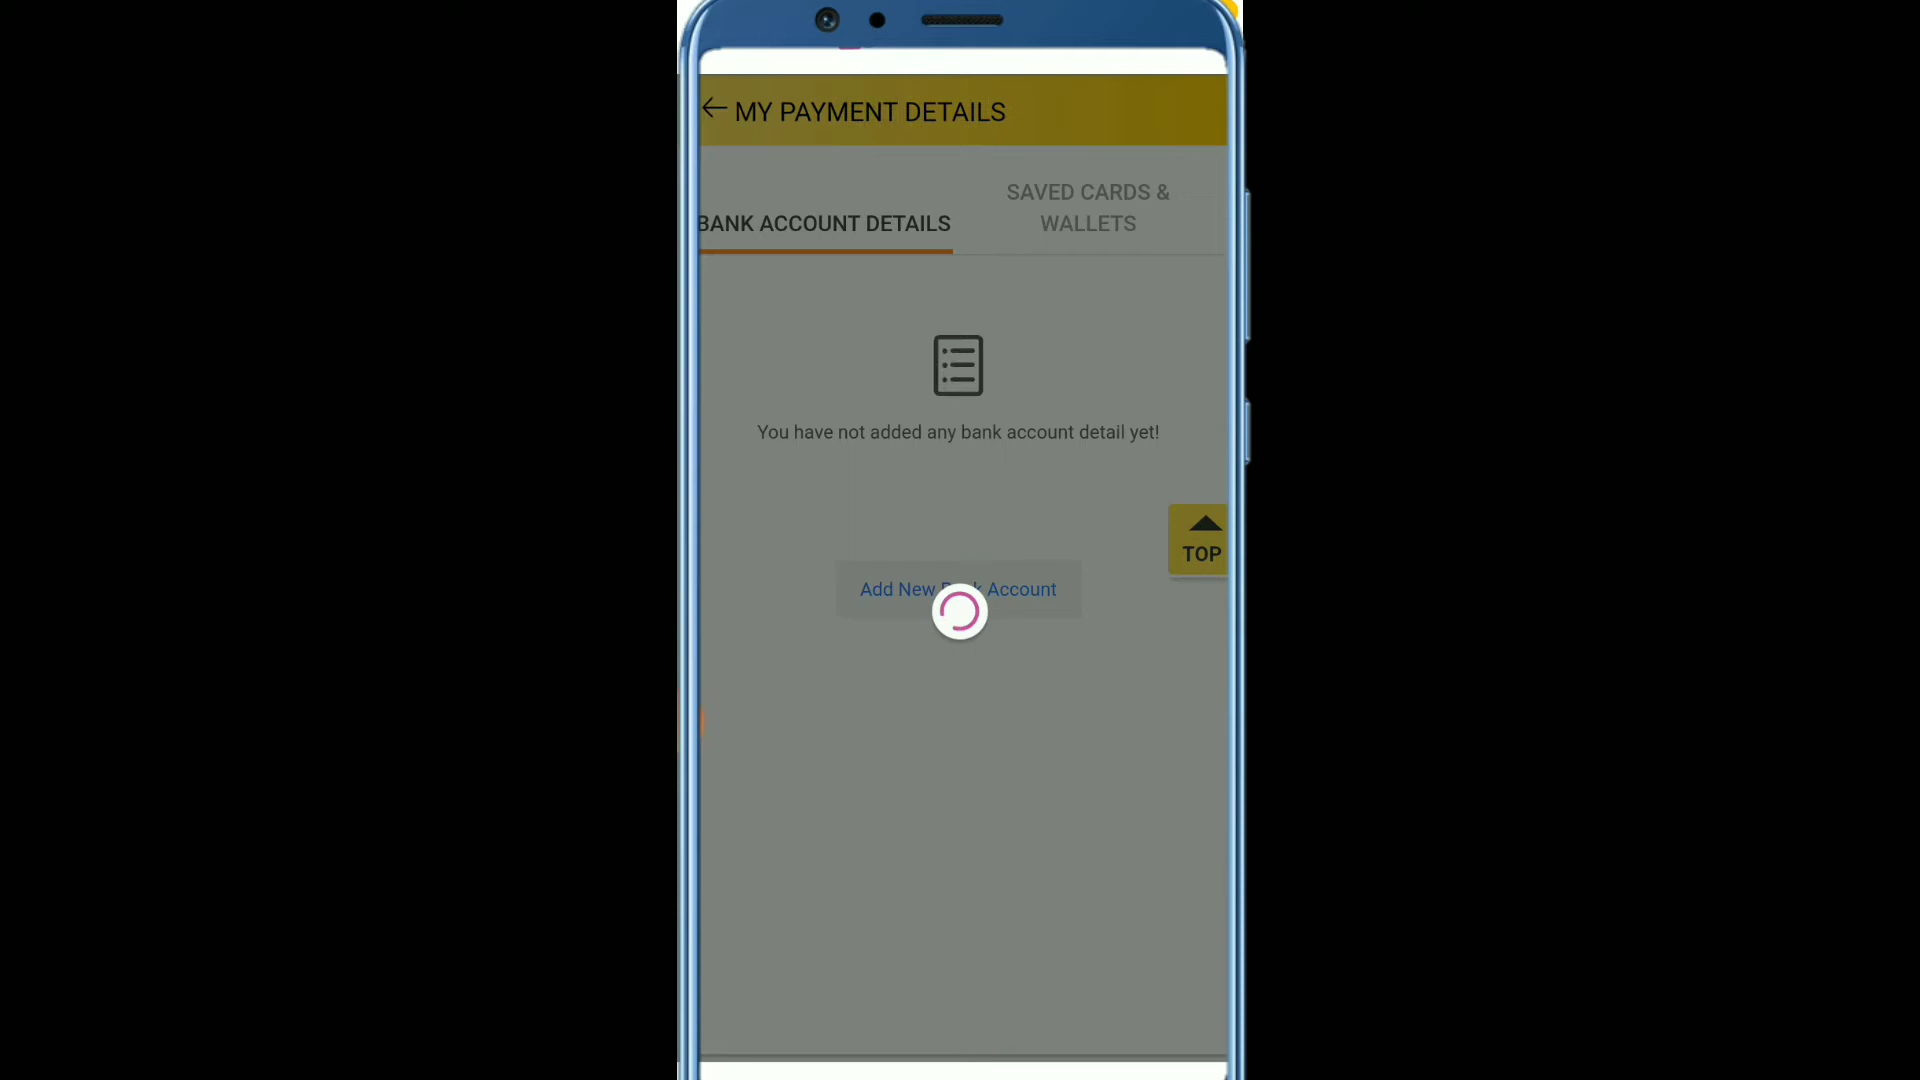 MY PAYMENT DETAILS
SAVED CARDS &
WALLETS
BANK ACCOUNT DETAILS
You have not added any bank account detail yet!
TOP
Add New Account